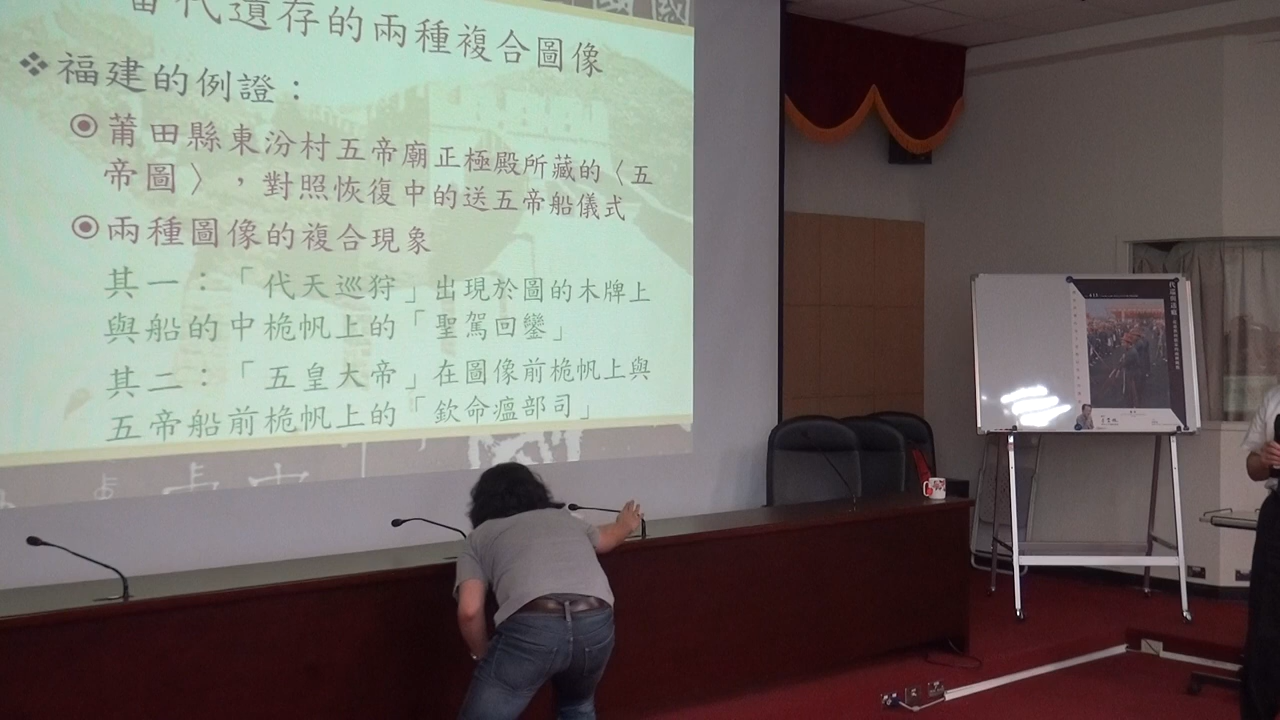 當代遺存的兩種複合圖像
❖福建的例證：
◉莆田縣東汾村五帝廟正極殿所藏的〈五
帝圖〉，對照恢復中的送五帝船儀式
◉兩種圖像的複合現象
其一：「代天巡狩」出現於圖的木牌上
與船的中桅帆上的「聖駕回鑾」
其二：「五皇大帝」在圖像前桅帆上與
五帝船前桅帆上的「欽命瘟部司」